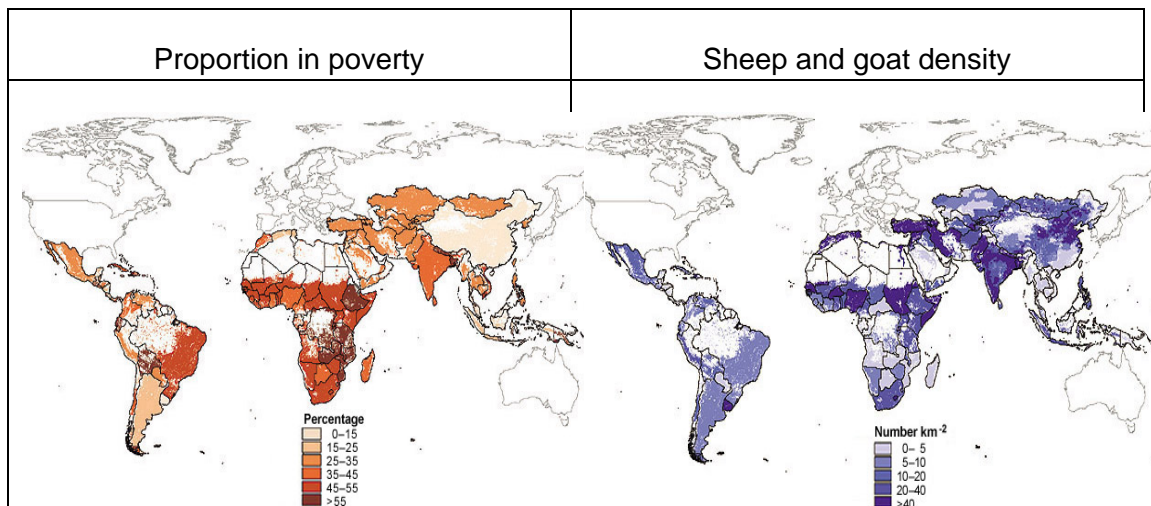 Proportion in poverty
Sheep and goat density
Percentage
0–15
15–25
25–35
35–45
45–55
>55
Number km⁻²
0– 5
5–10
10–20
20–40
>40